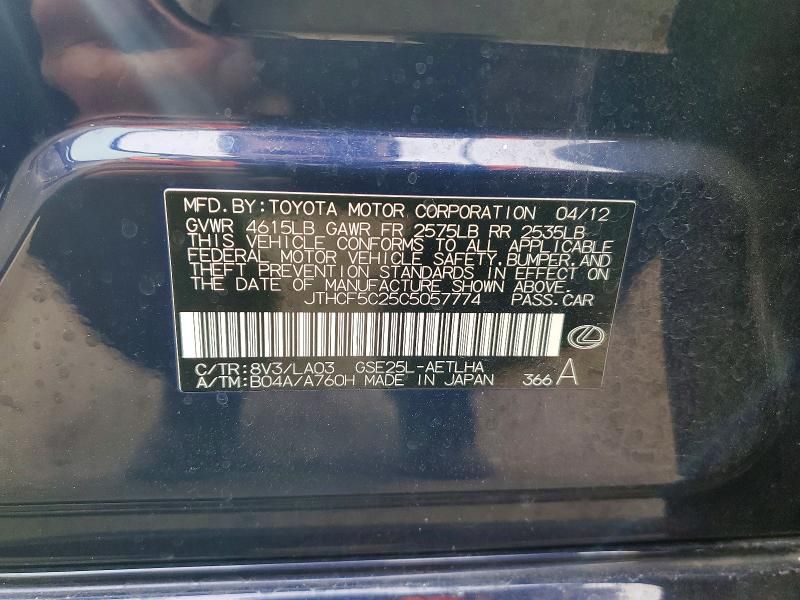 MFD. BY: TOYOTA MOTOR CORPORATION 04/12
GVWR 4615LB GAWR FR 2575LB RR 2535LB
THIS VEHICLE CONFORMS TO ALL APPLICABLE
FEDERAL MOTOR VEHICLE SAFETY, BUMPER, AND
THEFT PREVENTION STANDARDS IN EFFECT ON
THE DATE OF MANUFACTURE SHOWN ABOVE.
JTHCF5C25C5057774 PASS. CAR
C/TR: 8V3/LA03 GSE25L-AETLHA
A/TM: B04A/A760H MADE IN JAPAN 366 A